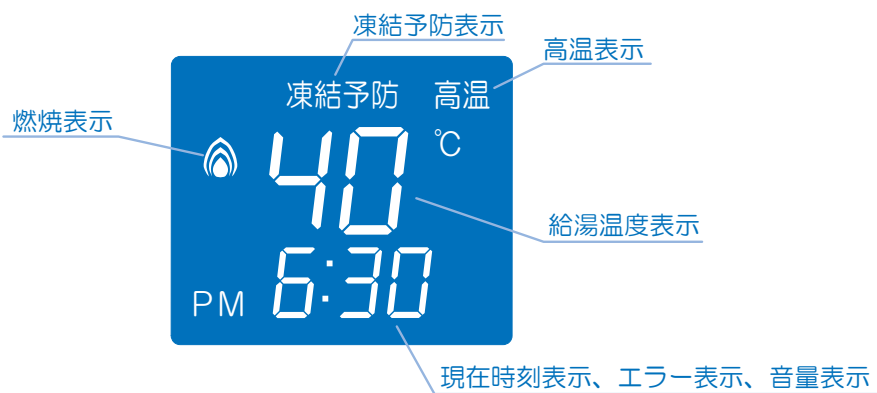 凍結予防表示
高温表示
凍結予防 高温
燃焼表示
40 ℃
給湯温度表示
PM 6:30
現在時刻表示、エラー表示、音量表示